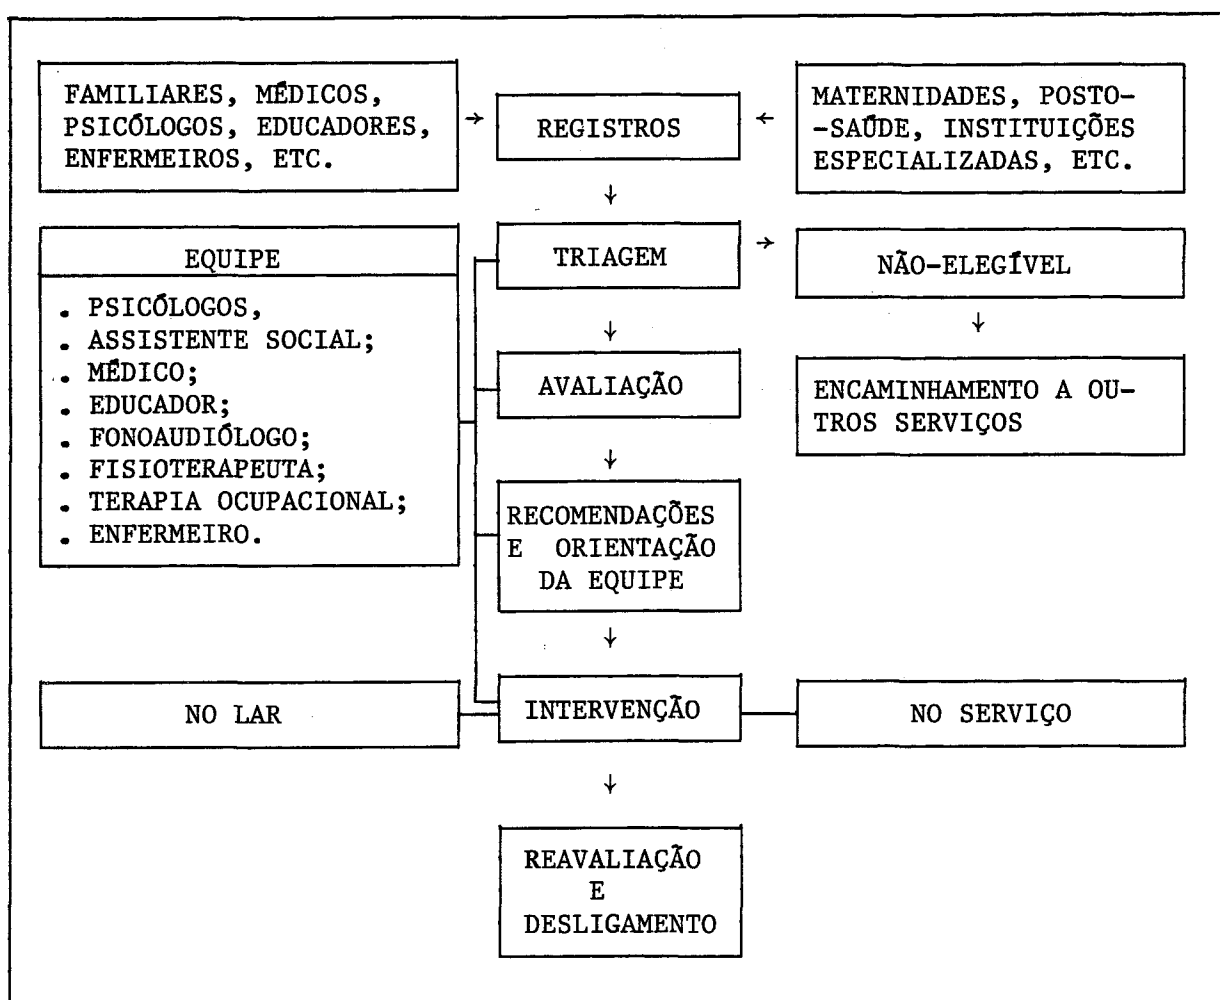 FAMILIARES, MÉDICOS,
PSICÓLOGOS, EDUCADORES,
ENFERMEIROS, ETC.
→
REGISTROS
←
MATERNIDADES, POSTO-
-SAÚDE, INSTITUIÇÕES
ESPECIALIZADAS, ETC.
↓
EQUIPE
. PSICÓLOGOS,
. ASSISTENTE SOCIAL;
. MÉDICO;
. EDUCADOR;
. FONOAUDIÓLOGO;
. FISIOTERAPEUTA;
. TERAPIA OCUPACIONAL;
. ENFERMEIRO.
TRIAGEM
→
NÃO-ELEGÍVEL
↓
↓
AVALIAÇÃO
ENCAMINHAMENTO A OU-
TROS SERVIÇOS
↓
RECOMENDAÇÕES
E ORIENTAÇÃO
DA EQUIPE
↓
NO LAR
INTERVENÇÃO
NO SERVIÇO
↓
REAVALIAÇÃO
E
DESLIGAMENTO